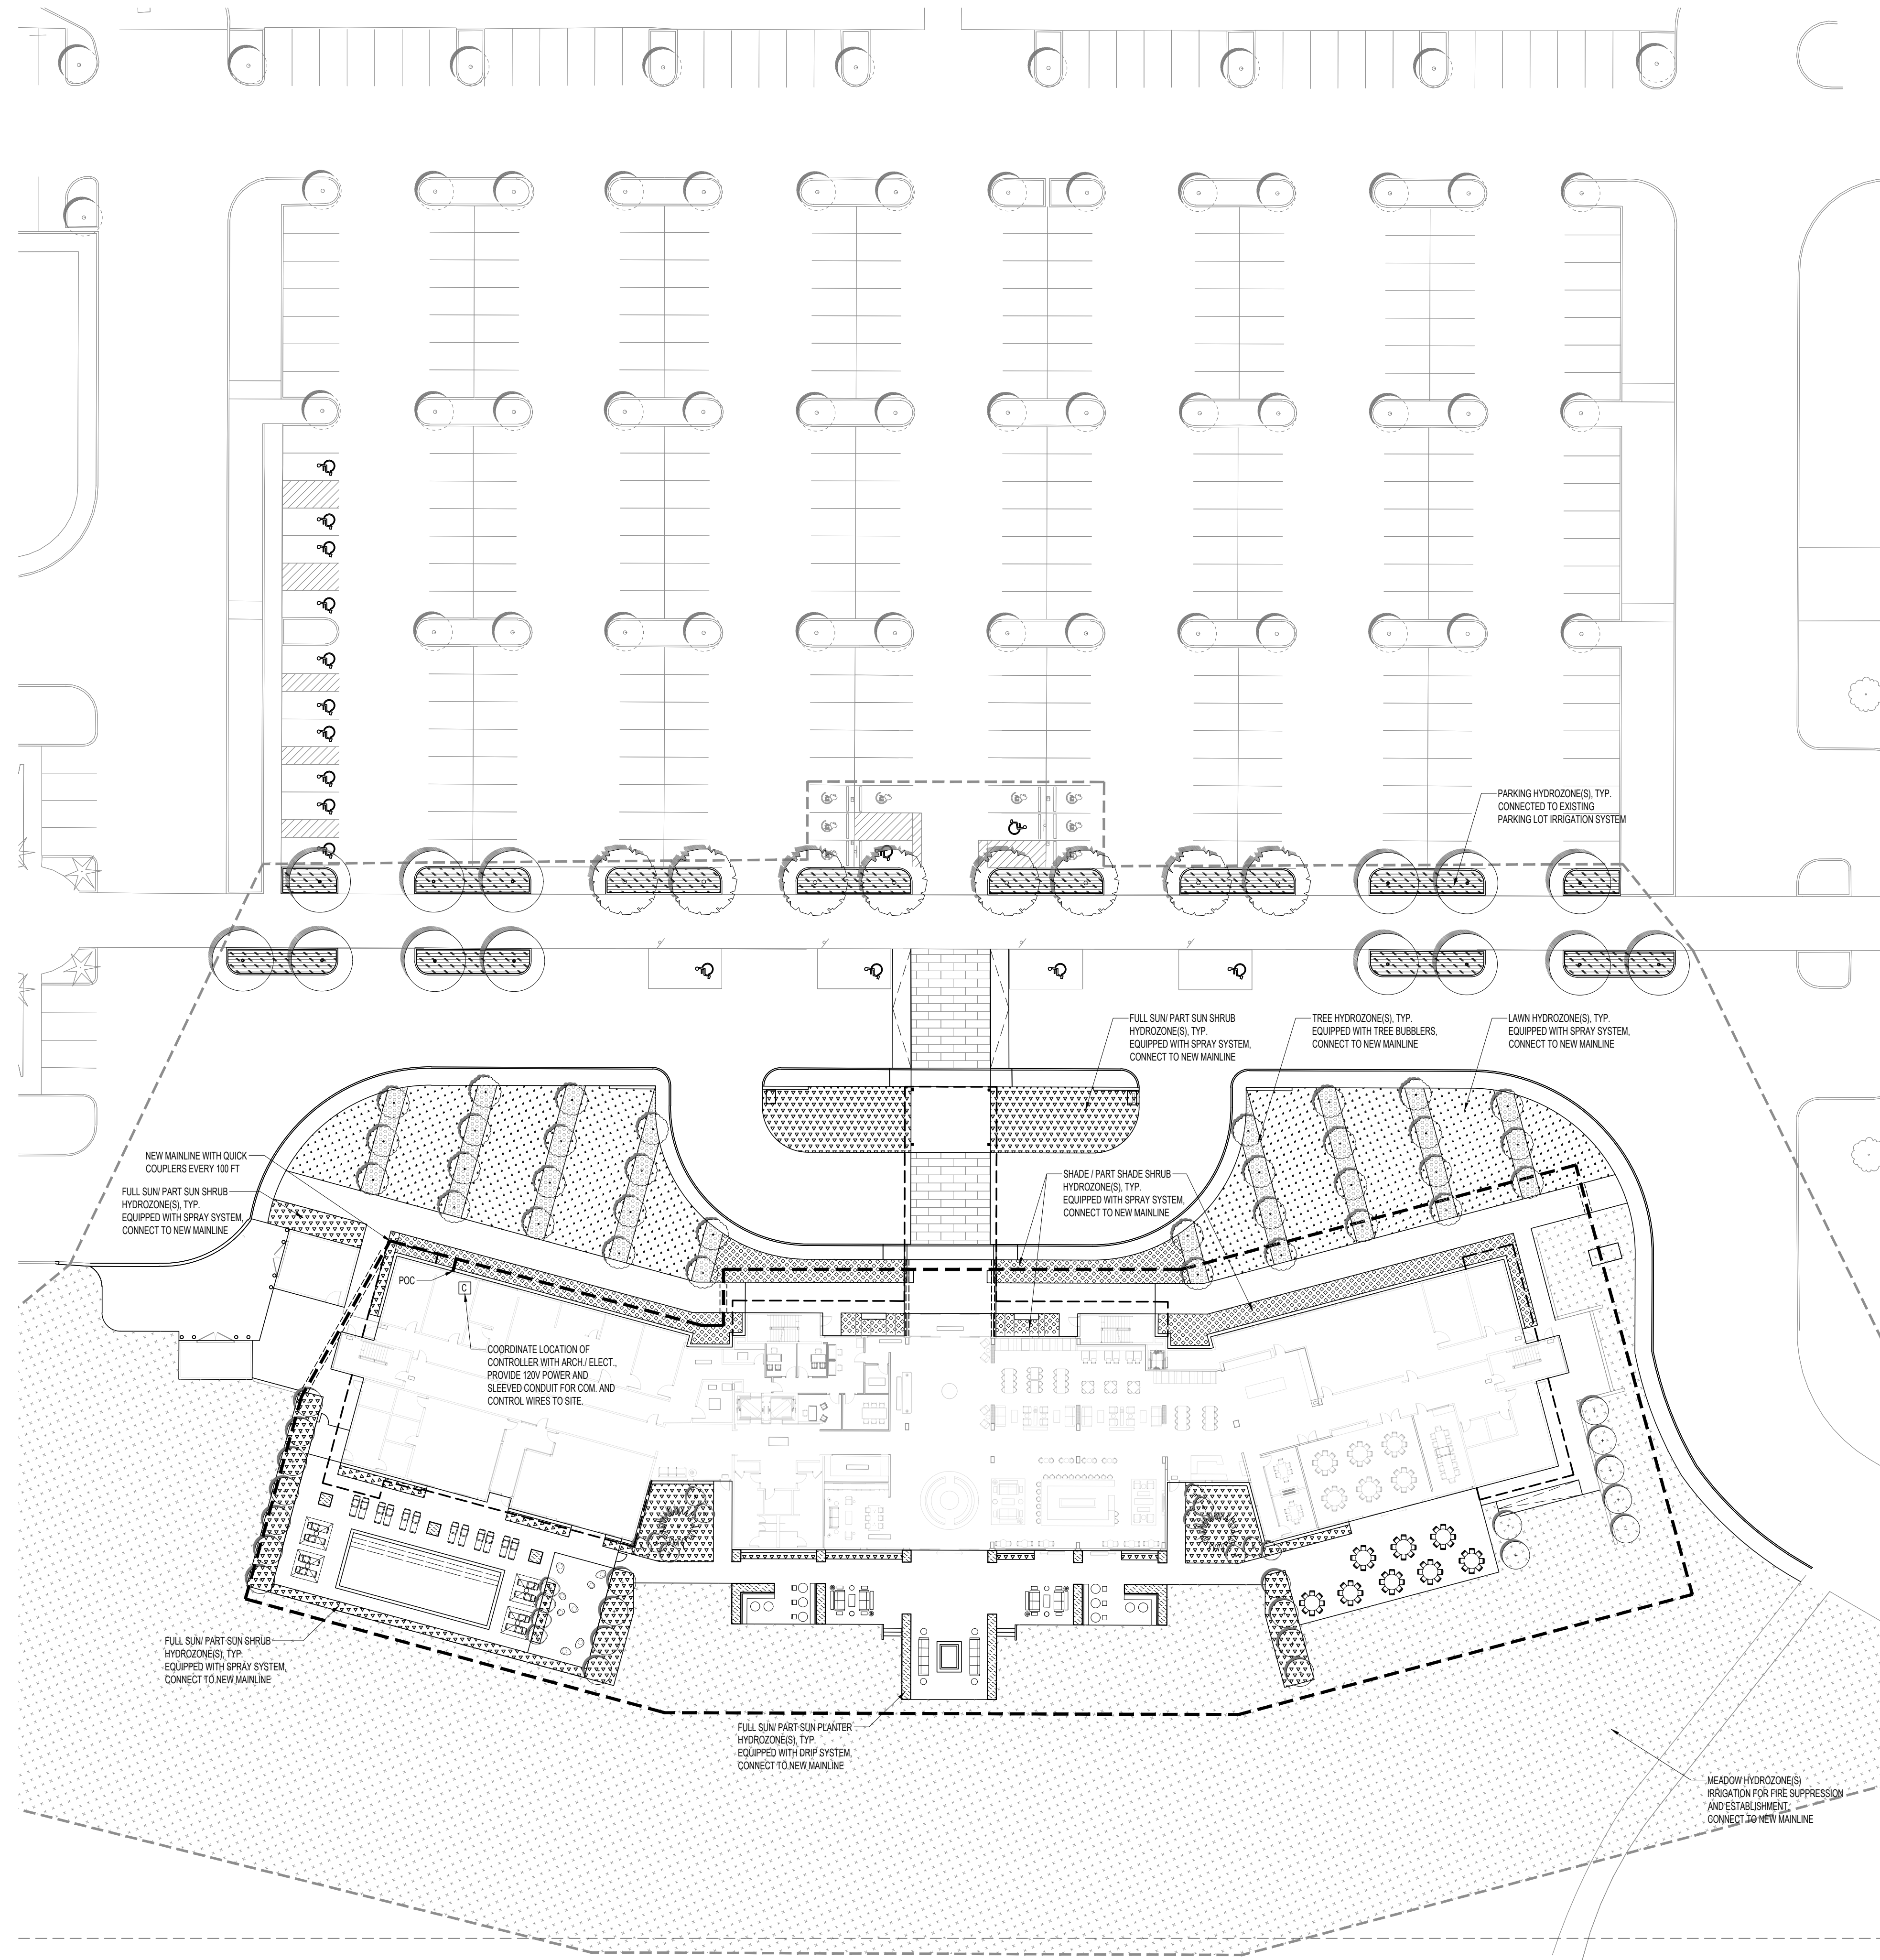 PARKING HYDROZONE(S), TYP.
CONNECTED TO EXISTING
PARKING LOT IRRIGATION SYSTEM
FULL SUN/ PART SUN SHRUB
HYDROZONE(S), TYP.
EQUIPPED WITH SPRAY SYSTEM,
CONNECT TO NEW MAINLINE
TREE HYDROZONE(S), TYP.
EQUIPPED WITH TREE BUBBLERS,
CONNECT TO NEW MAINLINE
LAWN HYDROZONE(S), TYP.
EQUIPPED WITH SPRAY SYSTEM,
CONNECT TO NEW MAINLINE
NEW MAINLINE WITH QUICK
COUPLERS EVERY 100 FT
FULL SUN/ PART SUN SHRUB
HYDROZONE(S), TYP.
EQUIPPED WITH SPRAY SYSTEM,
CONNECT TO NEW MAINLINE
SHADE / PART SHADE SHRUB
HYDROZONE(S), TYP.
EQUIPPED WITH SPRAY SYSTEM,
CONNECT TO NEW MAINLINE
POC
C
COORDINATE LOCATION OF
CONTROLLER WITH ARCH./ ELECT.,
PROVIDE 120V POWER AND
SLEEVED CONDUIT FOR COM. AND
CONTROL WIRES TO SITE.
FULL SUN/ PART SUN SHRUB
HYDROZONE(S), TYP.
EQUIPPED WITH SPRAY SYSTEM,
CONNECT TO NEW MAINLINE
FULL SUN/ PART SUN PLANTER
HYDROZONE(S), TYP.
EQUIPPED WITH DRIP SYSTEM,
CONNECT TO NEW MAINLINE
MEADOW HYDROZONE(S)
IRRIGATION FOR FIRE SUPPRESSION
AND ESTABLISHMENT,
CONNECT TO NEW MAINLINE